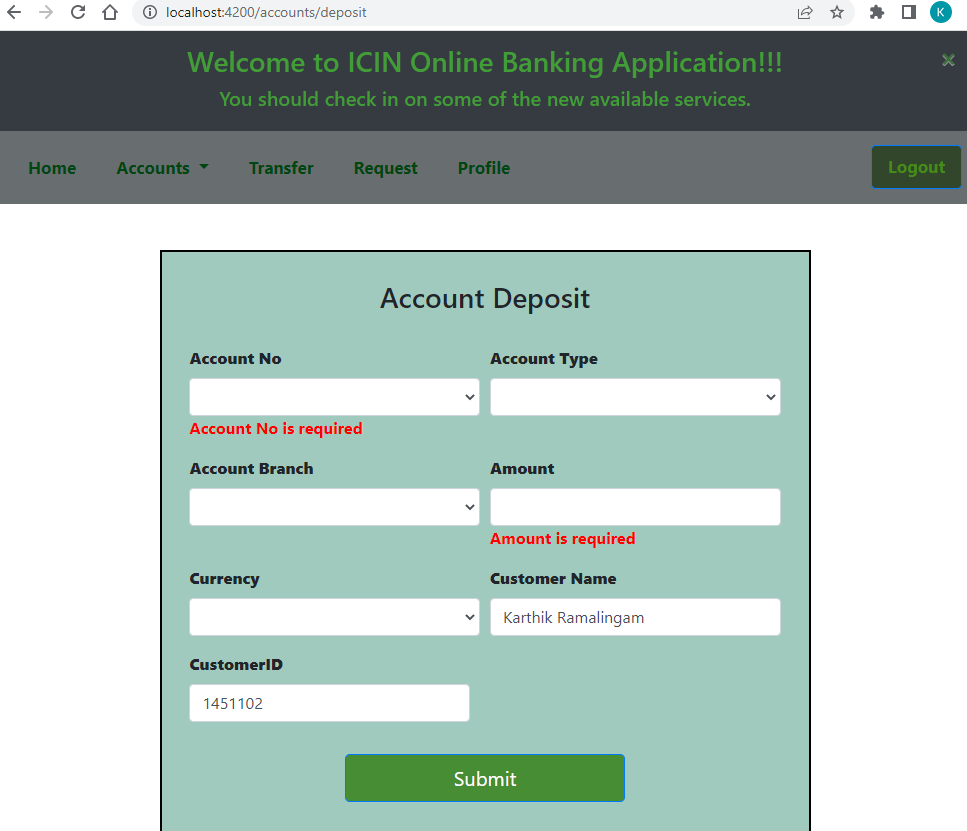 localhost:4200/accounts/deposit
K
Welcome to ICIN Online Banking Application!!!
You should check in on some of the new available services.
Home Accounts Transfer Request Profile Logout
Account Deposit
Account No Account Type
Account No is required
Account Branch Amount
Amount is required
Currency Customer Name
Karthik Ramalingam
CustomerID
1451102
Submit